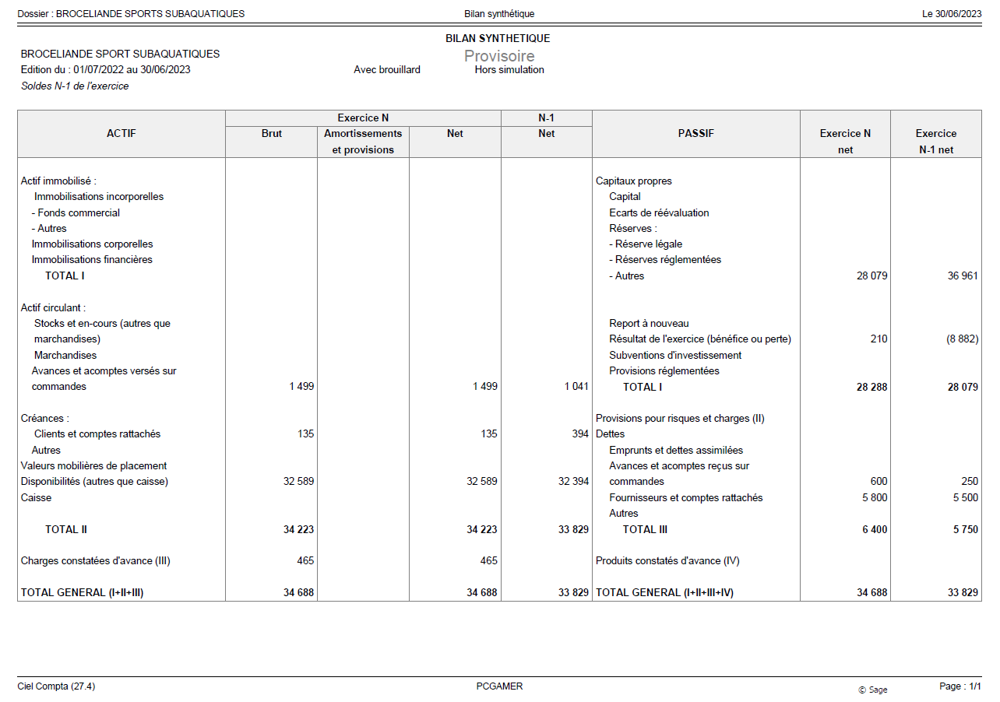 Dossier : BROCELIANDE SPORTS SUBAQUATIQUES Bilan synthétique Le 30/06/2023
BILAN SYNTHETIQUE
BROCELIANDE SPORT SUBAQUATIQUES Provisoire
Edition du : 01/07/2022 au 30/06/2023 Avec brouillard Hors simulation
Soldes N-1 de l'exercice
Exercice N N-1
ACTIF Brut Amortissements Net Net PASSIF Exercice N Exercice
et provisions net N-1 net
Actif immobilisé : Capitaux propres
Immobilisations incorporelles Capital
- Fonds commercial Ecarts de réévaluation
- Autres Réserves :
Immobilisations corporelles - Réserve légale
Immobilisations financières - Réserves réglementées
TOTAL I - Autres 28 079 36 961
Actif circulant :
Stocks et en-cours (autres que Report à nouveau
marchandises) Résultat de l'exercice (bénéfice ou perte) 210 (8 882)
Marchandises Subventions d'investissement
Avances et acomptes versés sur Provisions réglementées
commandes 1 499 1 499 1 041 TOTAL I 28 288 28 079
Créances : Provisions pour risques et charges (II)
Clients et comptes rattachés 135 135 394 Dettes
Autres Emprunts et dettes assimilées
Valeurs mobilières de placement Avances et acomptes reçus sur
Disponibilités (autres que caisse) 32 589 32 589 32 394 commandes 600 250
Caisse Fournisseurs et comptes rattachés 5 800 5 500
Autres
TOTAL II 34 223 34 223 33 829 TOTAL III 6 400 5 750
Charges constatées d'avance (III) 465 465 Produits constatés d'avance (IV)
TOTAL GENERAL (I+II+III) 34 688 34 688 33 829 TOTAL GENERAL (I+II+III+IV) 34 688 33 829
Ciel Compta (27.4) PCGAMER © Sage Page : 1/1